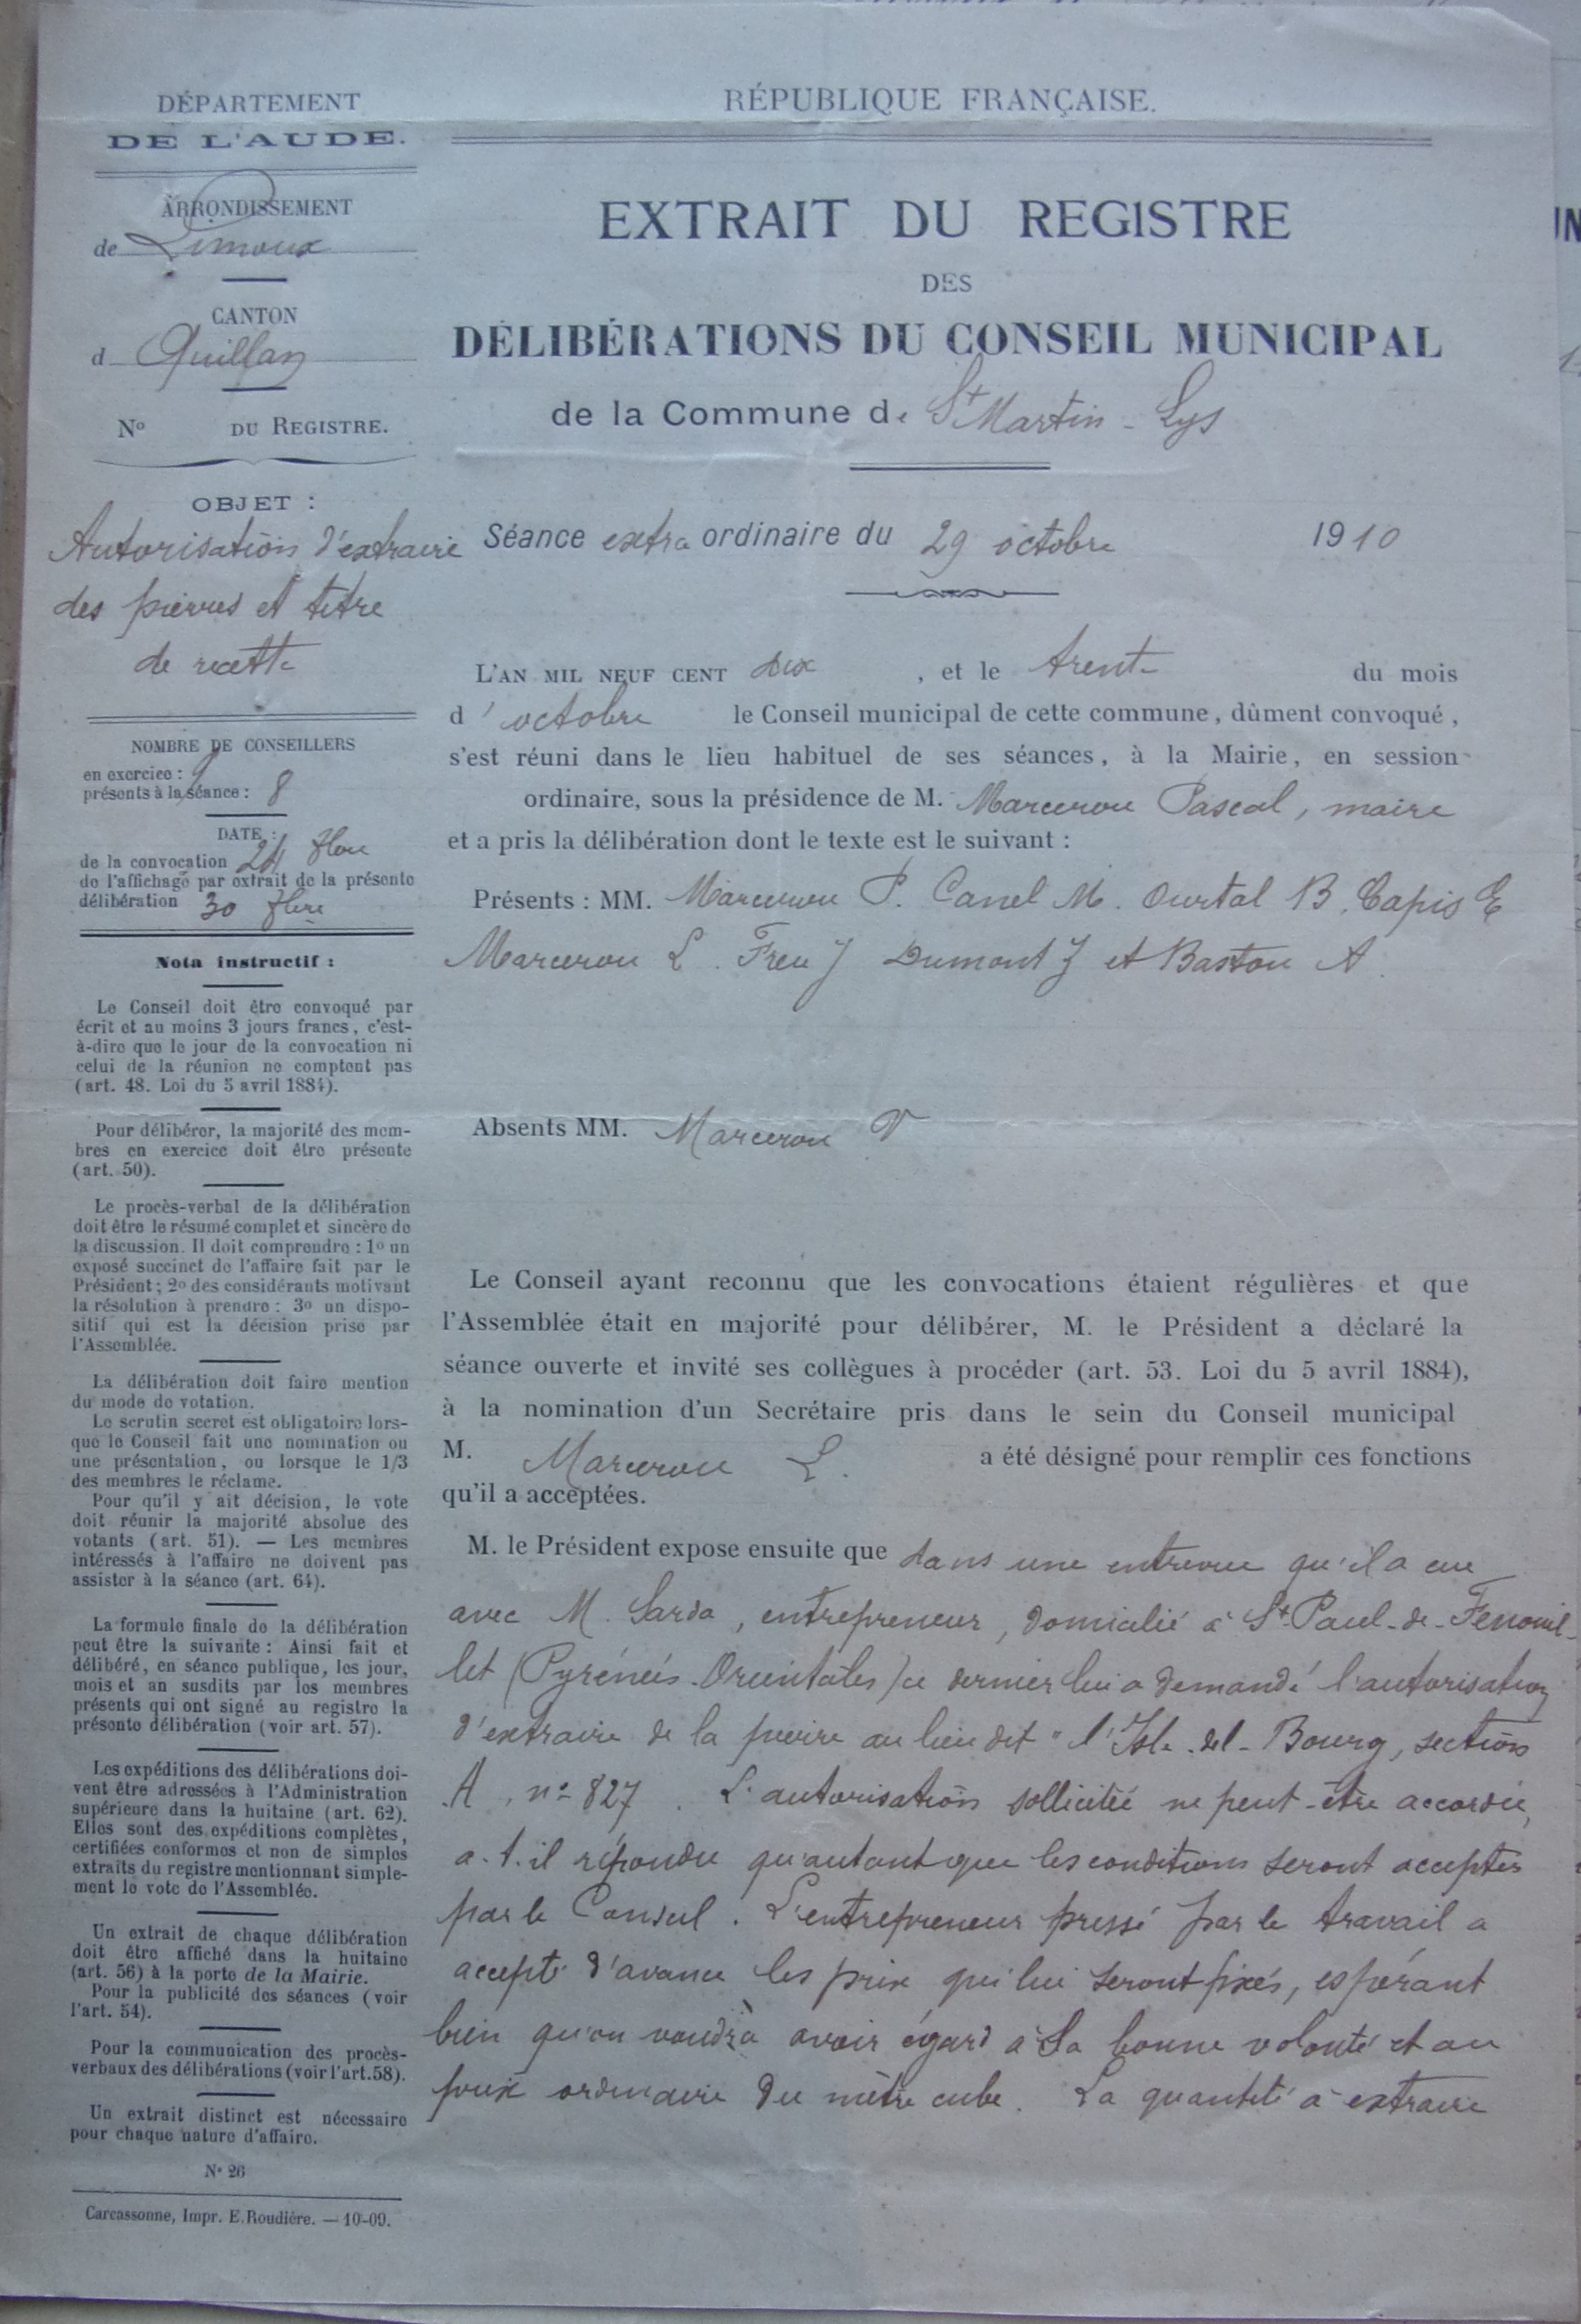 DÉPARTEMENT
DE L'AUDE.
ARRONDISSEMENT
de Limoux
CANTON
d Quillan
No DU REGISTRE.
OBJET :
Autorisation d'extraire
des pierres et titre
de recette
NOMBRE DE CONSEILLERS
en exercice : 9
présents à la séance : 8
DATE :
de la convocation 24
de l'affichage par extrait de la présente
délibération 30
Nota instructif :
Le Conseil doit être convoqué par
écrit et au moins 3 jours francs, c'est-
à-dire que le jour de la convocation ni
celui de la réunion ne comptent pas
(art. 48. Loi du 5 avril 1884).
Pour délibérer, la majorité des mem-
bres en exercice doit être présente
(art. 50).
Le procès-verbal de la délibération
doit être le résumé complet et sincère de
la discussion. Il doit comprendre : 1o un
exposé succinct de l'affaire fait par le
Président ; 2o des considérants motivant
la résolution à prendre : 3o un dispo-
sitif qui est la décision prise par
l'Assemblée.
La délibération doit faire mention
du mode de votation.
Le scrutin secret est obligatoire lors-
que le Conseil fait une nomination ou
une présentation, ou lorsque le 1/3
des membres le réclame.
Pour qu'il y ait décision, le vote
doit réunir la majorité absolue des
votants (art. 51). — Les membres
intéressés à l'affaire ne doivent pas
assister à la séance (art. 64).
La formule finale de la délibération
peut être la suivante : Ainsi fait et
délibéré, en séance publique, les jour,
mois et an susdits par les membres
présents qui ont signé au registre la
présente délibération (voir art. 57).
Les expéditions des délibérations doi-
vent être adressées à l'Administration
supérieure dans la huitaine (art. 62).
Elles sont des expéditions complètes,
certifiées conformes et non de simples
extraits du registre mentionnant simple-
ment le vote de l'Assemblée.
Un extrait de chaque délibération
doit être affiché dans la huitaine
(art. 56) à la porte de la Mairie.
Pour la publicité des séances (voir
l'art. 54).
Pour la communication des procès-
verbaux des délibérations (voir l'art. 58).
Un extrait distinct est nécessaire
pour chaque nature d'affaire.
No 26
Carcassonne, Impr. E. Roudière. — 10-09.
RÉPUBLIQUE FRANÇAISE.
EXTRAIT DU REGISTRE
DES
DÉLIBÉRATIONS DU CONSEIL MUNICIPAL
de la Commune de St Martin - Lys
Séance extra ordinaire du 29 octobre 1910
L'AN MIL NEUF CENT dix , et le trente du mois
d'octobre le Conseil municipal de cette commune, dûment convoqué,
s'est réuni dans le lieu habituel de ses séances, à la Mairie, en session
ordinaire, sous la présidence de M. Marcerou Pascal, maire
et a pris la délibération dont le texte est le suivant :
Présents : MM. Marcerou P. Canel M. Ourtal B. Capis E
Marcerou L. Freu J Dumont J et Bastou A.
Absents MM. Marcerou V
Le Conseil ayant reconnu que les convocations étaient régulières et que
l'Assemblée était en majorité pour délibérer, M. le Président a déclaré la
séance ouverte et invité ses collègues à procéder (art. 53. Loi du 5 avril 1884),
à la nomination d'un Secrétaire pris dans le sein du Conseil municipal
M. Marcerou L. a été désigné pour remplir ces fonctions
qu'il a acceptées.
M. le Président expose ensuite que dans une entrevue qu'il a eue
avec M. Sarda, entrepreneur, domicilié à St Paul-de-Fenouil-
let (Pyrénées-Orientales) ce dernier lui a demandé l'autorisation
d'extraire de la pierre au lieu dit "l'Isle-del-Bourg, section
A, no 827. L'autorisation sollicitée ne peut-être accordée,
a-t-il répondu qu'autant que les conditions seront acceptés
par le Conseil. L'entrepreneur pressé par le travail a
accepté d'avance les prix qui lui seront fixés, espérant
bien qu'on voudra avoir égard à sa bonne volonté et au
prix ordinaire du mètre cube. La quantité à extraire